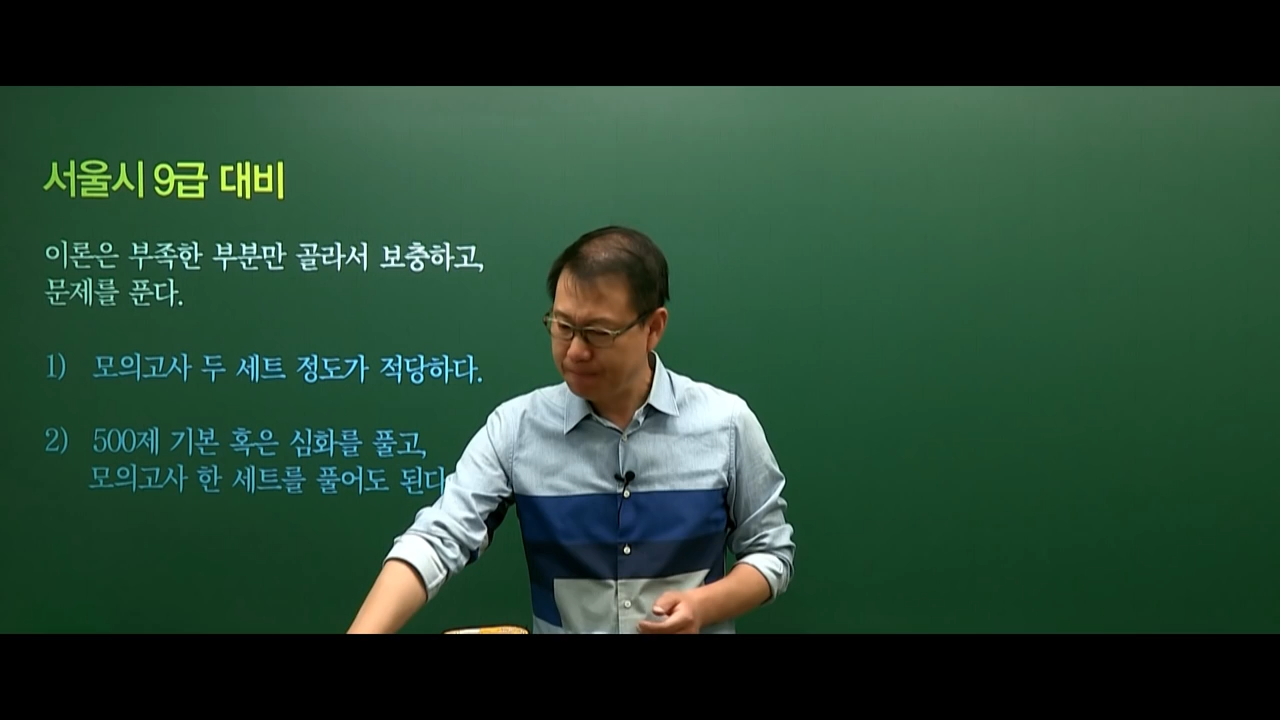 서울시 9급 대비
이론은 부족한 부분만 골라서 보충하고,
문제를 푼다.
1) 모의고사 두 세트 정도가 적당하다.
2) 500제 기본 혹은 심화를 풀고,
모의고사 한 세트를 풀어도 된다